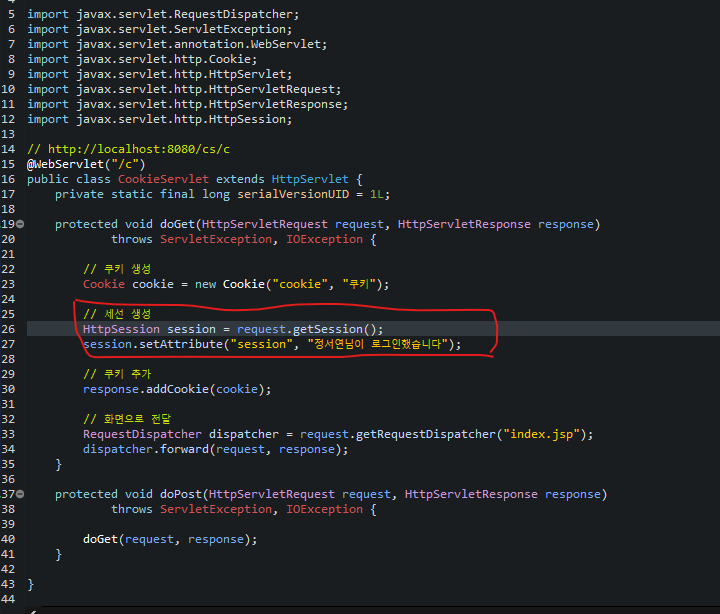 5 import javax.servlet.RequestDispatcher;
6 import javax.servlet.ServletException;
7 import javax.servlet.annotation.WebServlet;
8 import javax.servlet.http.Cookie;
9 import javax.servlet.http.HttpServlet;
10 import javax.servlet.http.HttpServletRequest;
11 import javax.servlet.http.HttpServletResponse;
12 import javax.servlet.http.HttpSession;
13
14 // http://localhost:8080/cs/c
15 @WebServlet("/c")
16 public class CookieServlet extends HttpServlet {
17     private static final long serialVersionUID = 1L;
18
19     protected void doGet(HttpServletRequest request, HttpServletResponse response)
20             throws ServletException, IOException {
21
22         // 쿠키 생성
23         Cookie cookie = new Cookie("cookie", "쿠키");
24
25         // 세선 생성
26         HttpSession session = request.getSession();
27         session.setAttribute("session", "정서연님이 로그인했습니다");
28
29         // 쿠키 추가
30         response.addCookie(cookie);
31
32         // 화면으로 전달
33         RequestDispatcher dispatcher = request.getRequestDispatcher("index.jsp");
34         dispatcher.forward(request, response);
35     }
36
37     protected void doPost(HttpServletRequest request, HttpServletResponse response)
38             throws ServletException, IOException {
39
40         doGet(request, response);
41     }
42
43 }
44